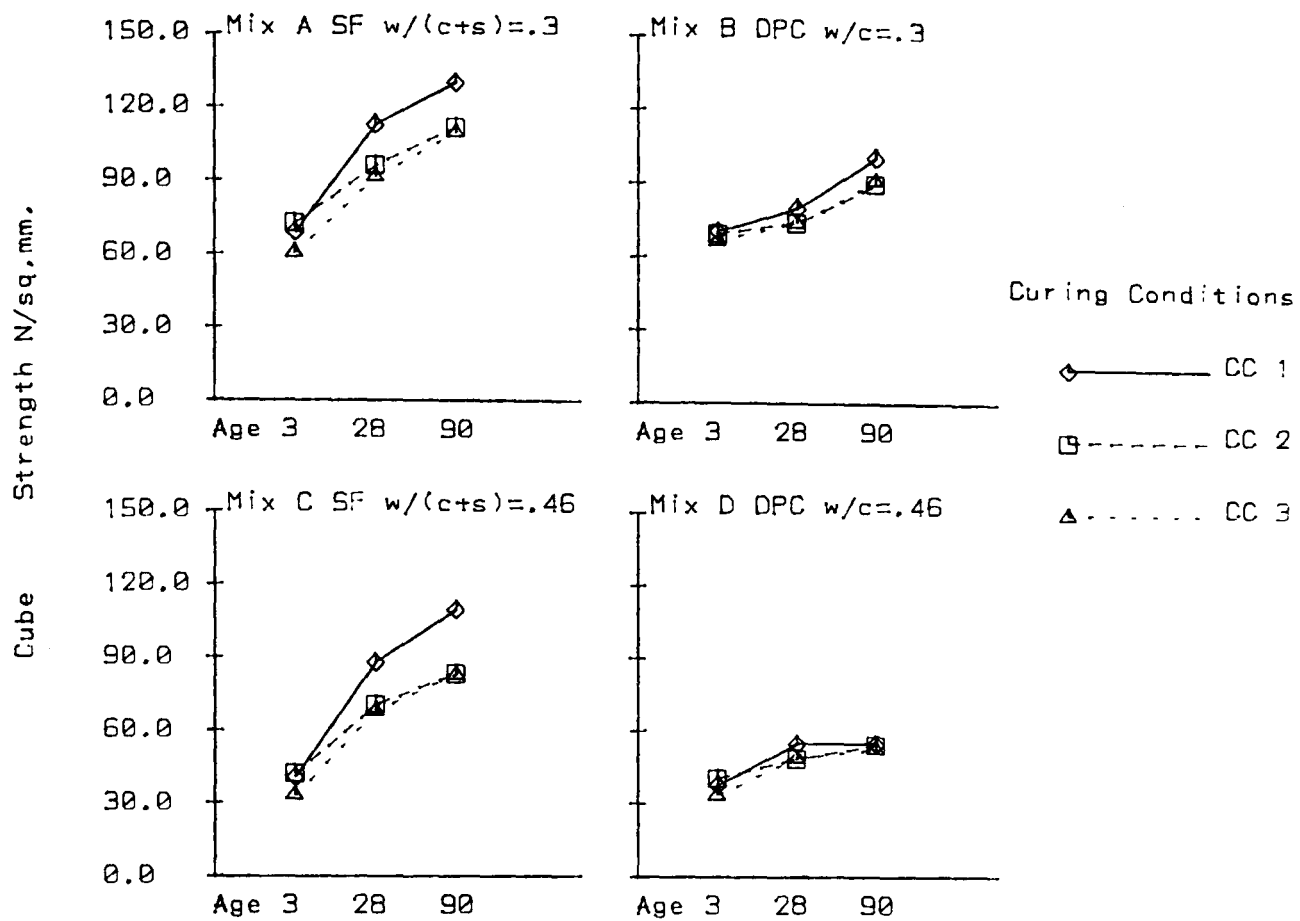 Mix A SF w/(c+s)=.3
150.0
120.0
90.0
60.0
30.0
0.0
Age 3 28 90
Mix B OPC w/c=.3
Age 3 28 90
Mix C SF w/(c+s)=.46
150.0
120.0
90.0
60.0
30.0
0.0
Age 3 28 90
Mix D OPC w/c=.46
Age 3 28 90
Cube Strength N/sq.mm.
Curing Conditions
CC 1
CC 2
CC 3